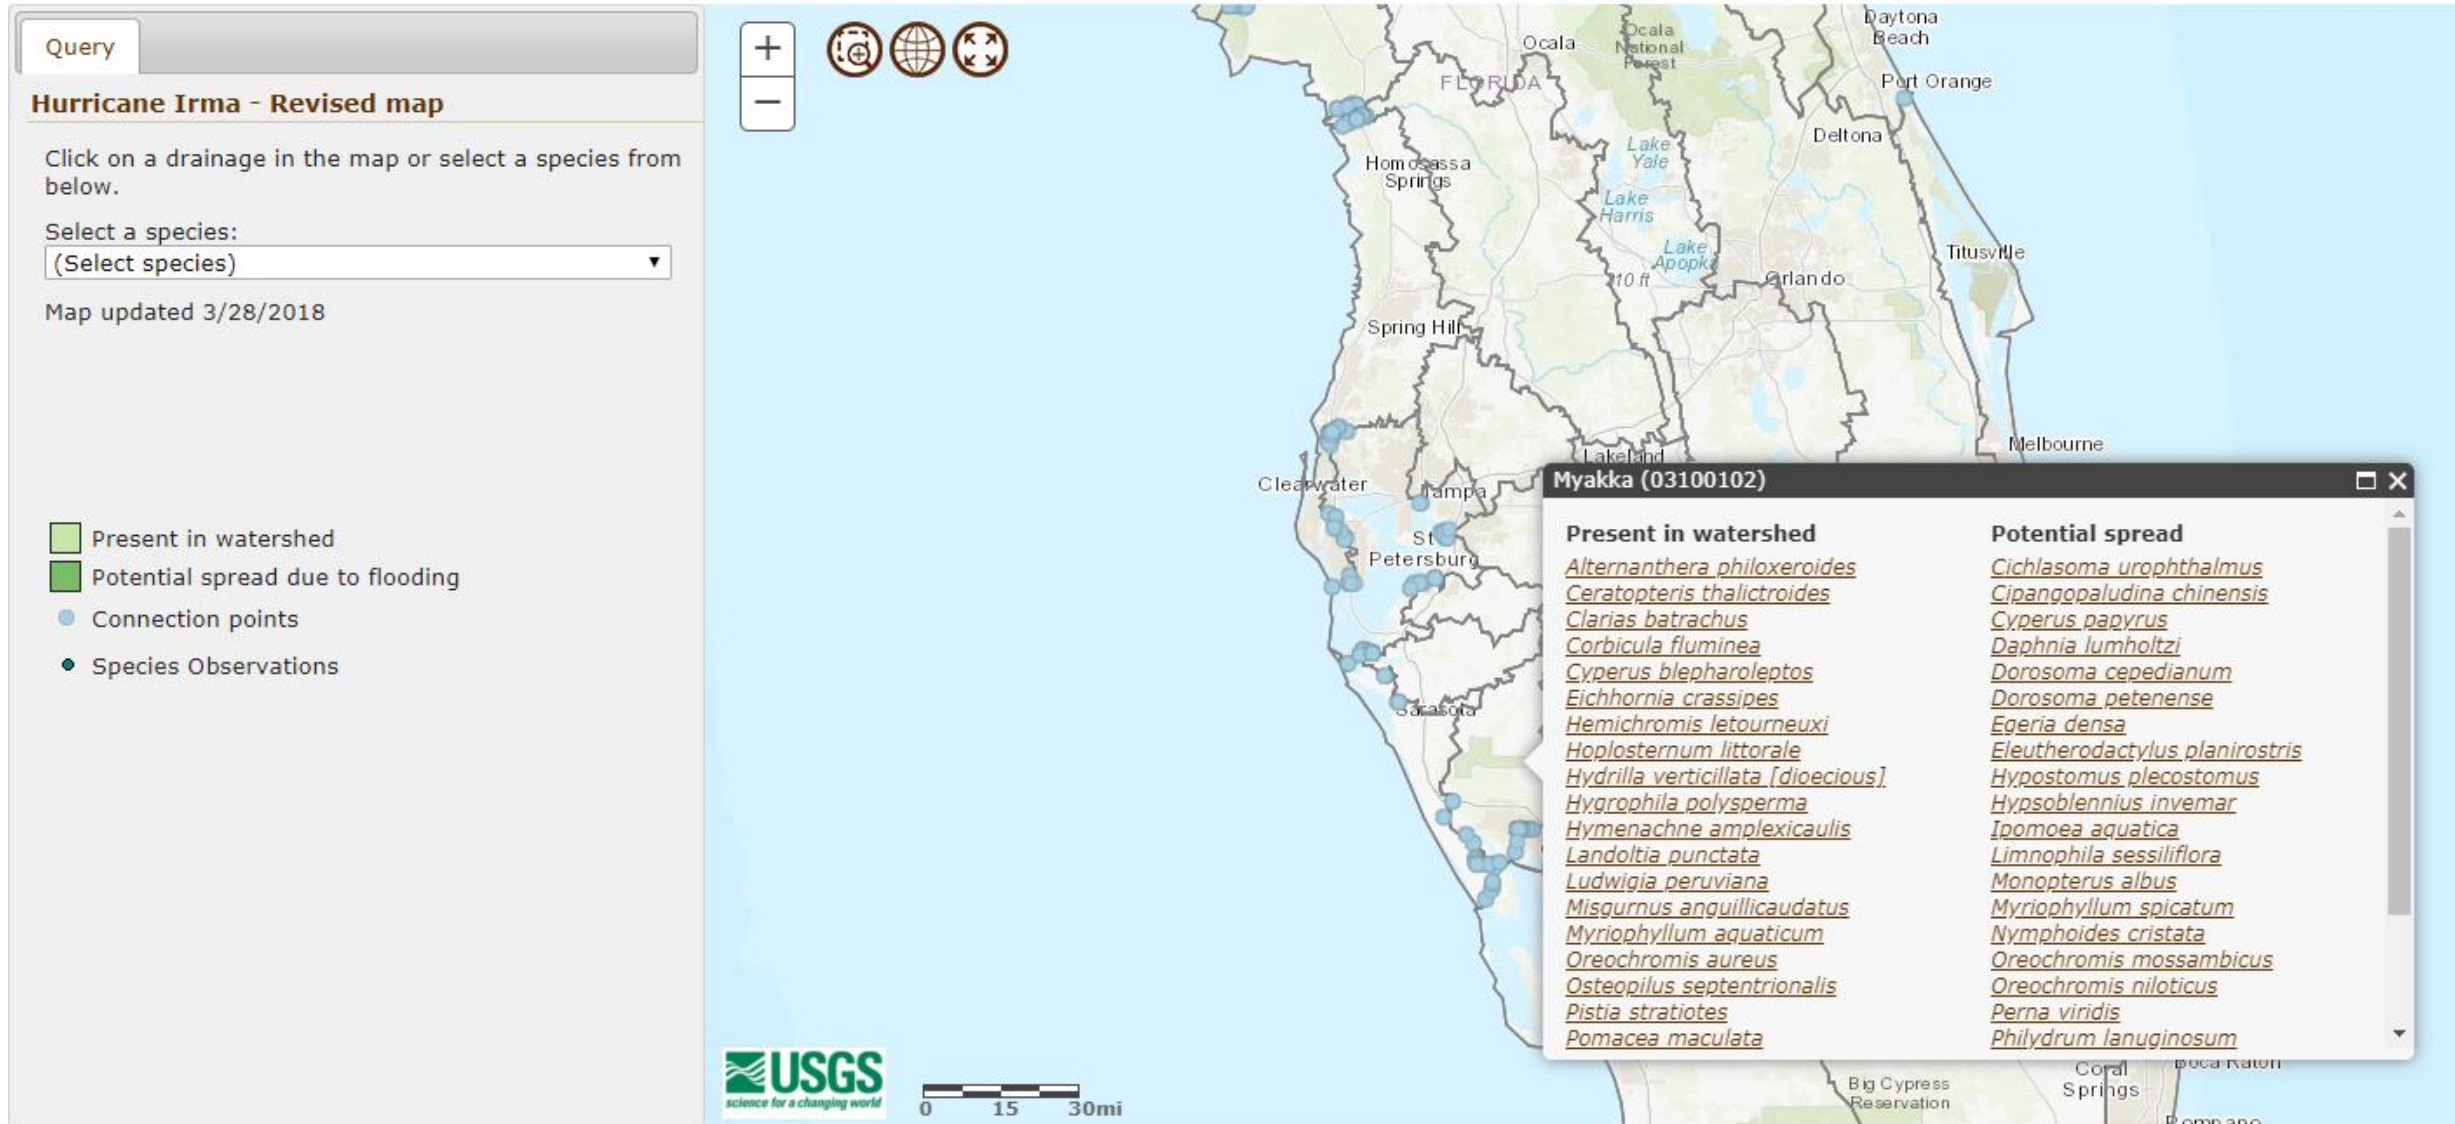 Query
Hurricane Irma - Revised map
Click on a drainage in the map or select a species from
below.
Select a species:
(Select species)
Map updated 3/28/2018
Present in watershed
Potential spread due to flooding
Connection points
Species Observations
+
−
Ocala
Ocala
National
Forest
FLORIDA
Daytona
Beach
Port Orange
Deltona
Homosassa
Springs
Lake
Yale
Lake
Harris
Lake
Apopka
310 ft
Titusville
Orlando
Spring Hill
Melbourne
Lakeland
Clearwater
Tampa
St
Petersburg
Sarasota
Myakka (03100102)
Present in watershed
Alternanthera philoxeroides
Ceratopteris thalictroides
Clarias batrachus
Corbicula fluminea
Cyperus blepharoleptos
Eichhornia crassipes
Hemichromis letourneuxi
Hoplosternum littorale
Hydrilla verticillata [dioecious]
Hygrophila polysperma
Hymenachne amplexicaulis
Landoltia punctata
Ludwigia peruviana
Misgurnus anguillicaudatus
Myriophyllum aquaticum
Oreochromis aureus
Osteopilus septentrionalis
Pistia stratiotes
Pomacea maculata
Potential spread
Cichlasoma urophthalmus
Cipangopaludina chinensis
Cyperus papyrus
Daphnia lumholtzi
Dorosoma cepedianum
Dorosoma petenense
Egeria densa
Eleutherodactylus planirostris
Hypostomus plecostomus
Hypsoblennius invemar
Ipomoea aquatica
Limnophila sessiliflora
Monopterus albus
Myriophyllum spicatum
Nymphoides cristata
Oreochromis mossambicus
Oreochromis niloticus
Perna viridis
Philydrum lanuginosum
USGS
science for a changing world
0 15 30mi
Big Cypress
Reservation
Coral
Springs
Boca Raton
Pompano